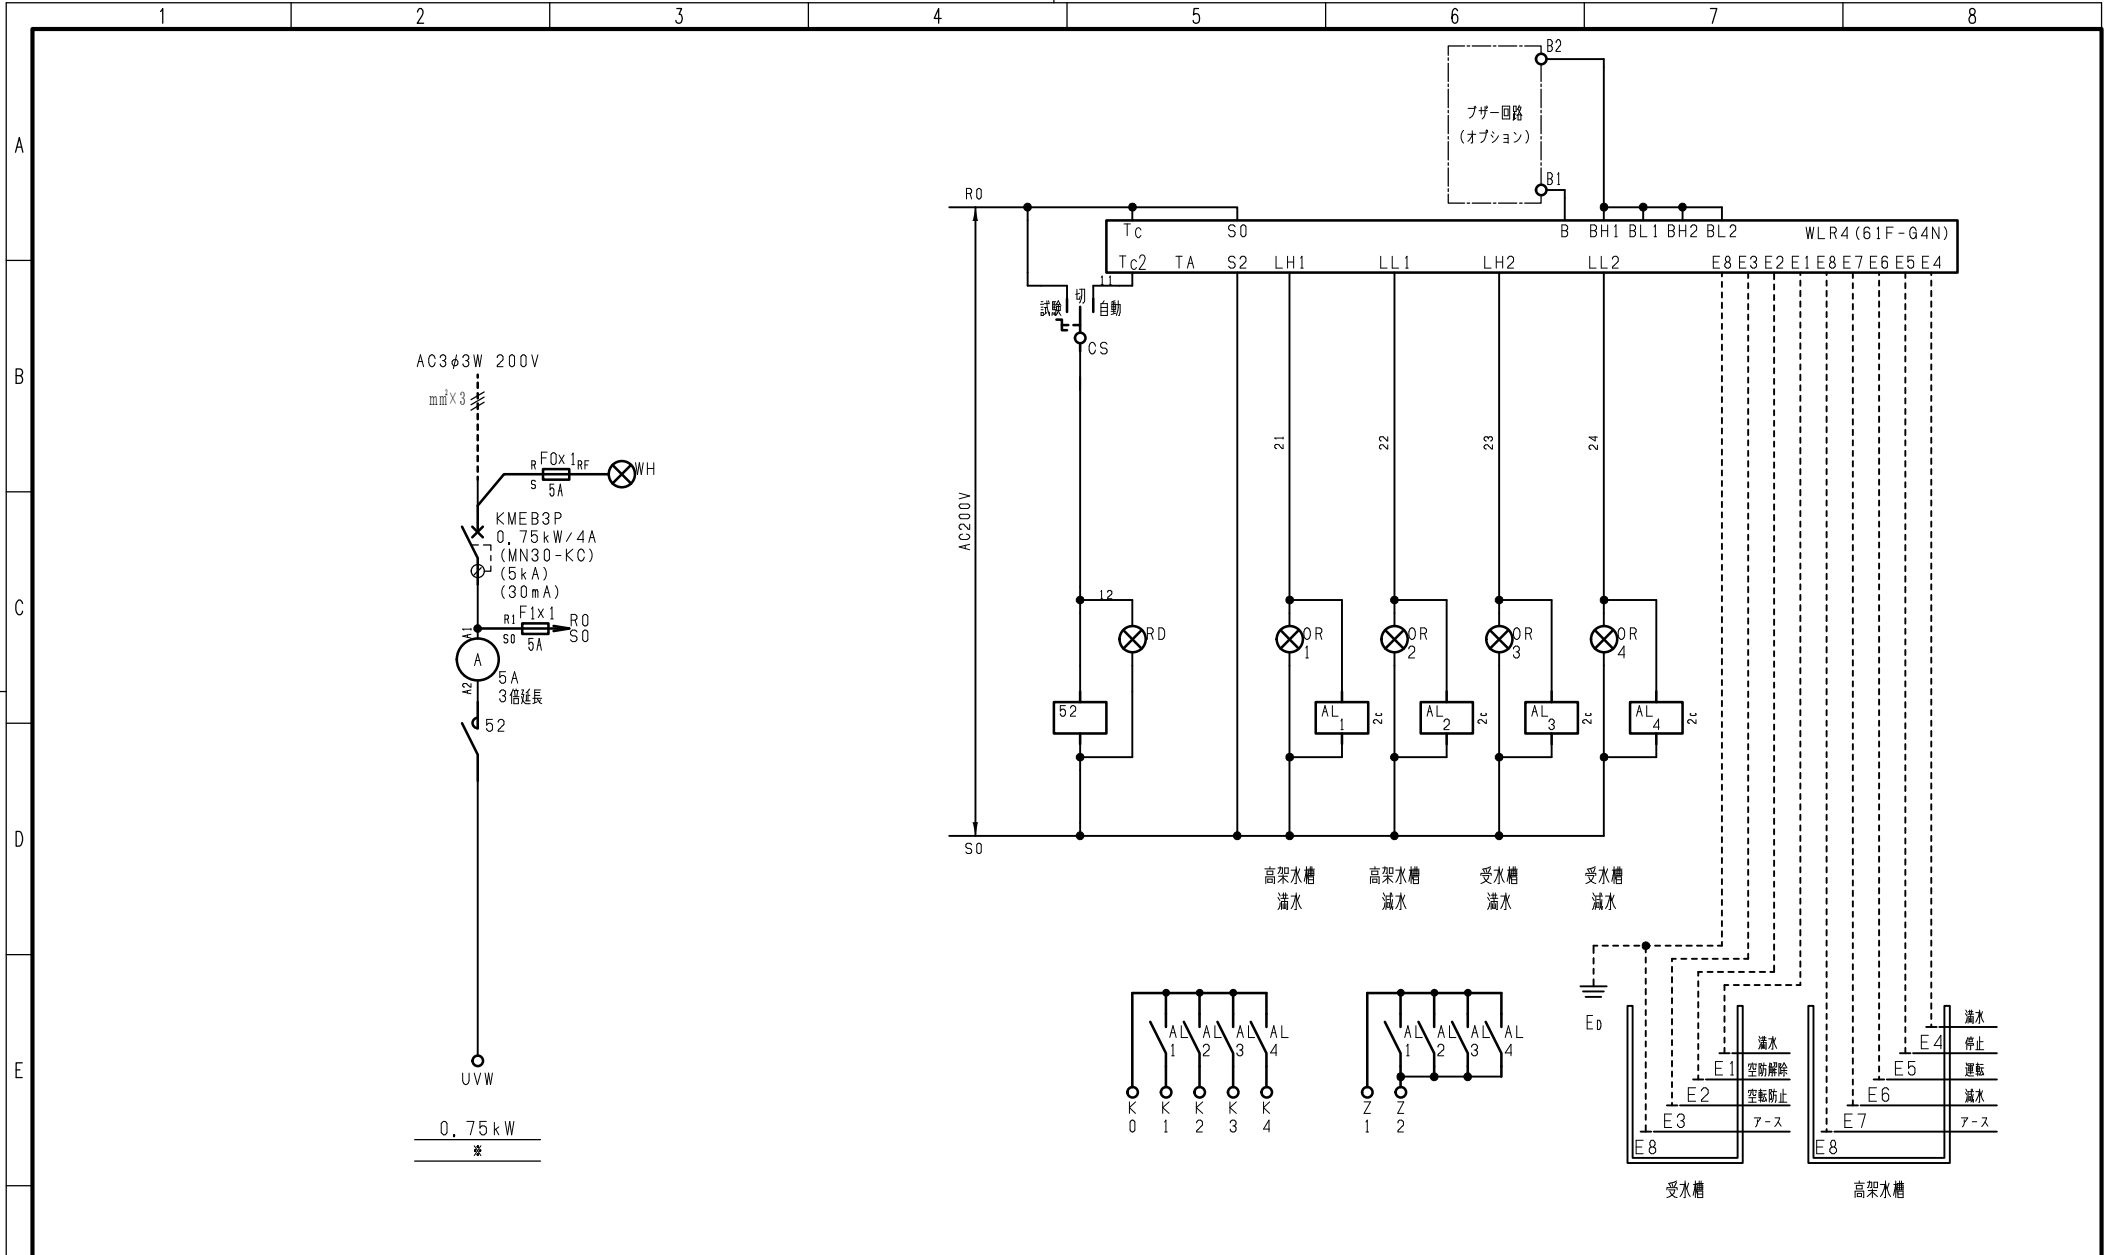 1 2 3 4 5 6 7 8
A
B
C
D
E
B2
ブザー回路
(オプション)
B1
R0
Tc S0 B BH1 BL1 BH2 BL2 WLR4(61F-G4N)
Tc2 TA S2 LH1 LL1 LH2 LL2 E8 E3 E2 E1 E8 E7 E6 E5 E4
11
試験 切 自動
CS
AC3φ3W 200V
mm²×3
R F0x1 RF
S 5A
WH
KMEB3P
0.75kW/4A
(MN30-KC)
(5kA)
(30mA)
R1 F1x1 R0
S0 5A S0
A1
A
A2
5A
3倍延長
52
UVW
0.75kW
※
AC200V
21 22 23 24
12
RD
OR 1
OR 2
OR 3
OR 4
52
AL 1 2c
AL 2 2c
AL 3 2c
AL 4 2c
S0
高架水槽 高架水槽 受水槽 受水槽
満水 減水 満水 減水
AL 1 AL 2 AL 3 AL 4
K0 K1 K2 K3 K4
AL 1 AL 2 AL 3 AL 4
Z1 Z2
ED
満水
E1 空防解除
E2 空転防止
E3 アース
E8
受水槽
満水
E4 停止
E5 運転
E6 減水
E7 アース
E8
高架水槽